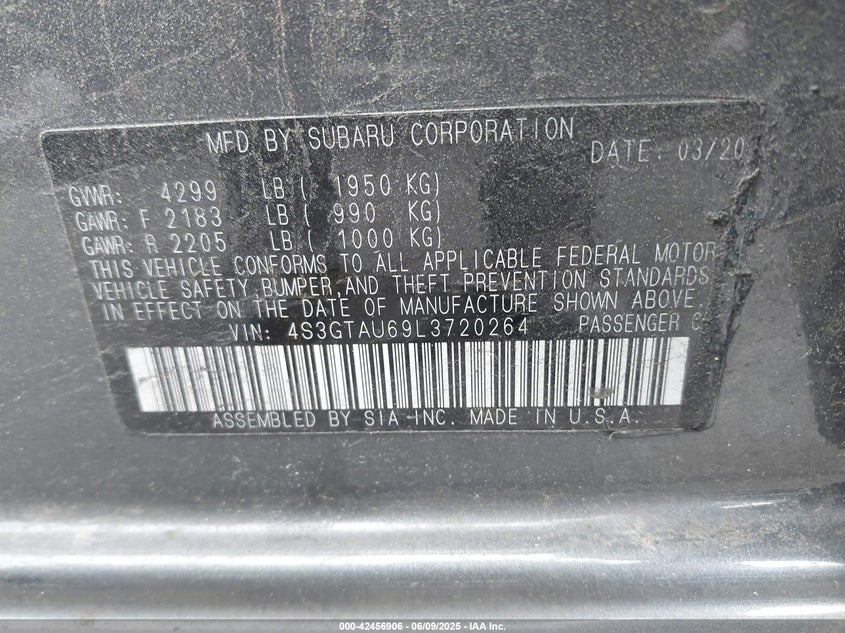 MFD BY SUBARU CORPORATION
DATE: 03/20
GVWR: 4299 LB ( 1950 KG)
GAWR: F 2183 LB ( 990 KG)
GAWR: R 2205 LB ( 1000 KG)
THIS VEHICLE CONFORMS TO ALL APPLICABLE FEDERAL MOTOR
VEHICLE SAFETY, BUMPER, AND THEFT PREVENTION STANDARDS
IN EFFECT ON THE DATE OF MANUFACTURE SHOWN ABOVE.
VIN: 4S3GTAU69L3720264 PASSENGER
ASSEMBLED BY SIA INC. MADE IN U.S.A.
000-42456906 - 06/09/2025 - IAA Inc.